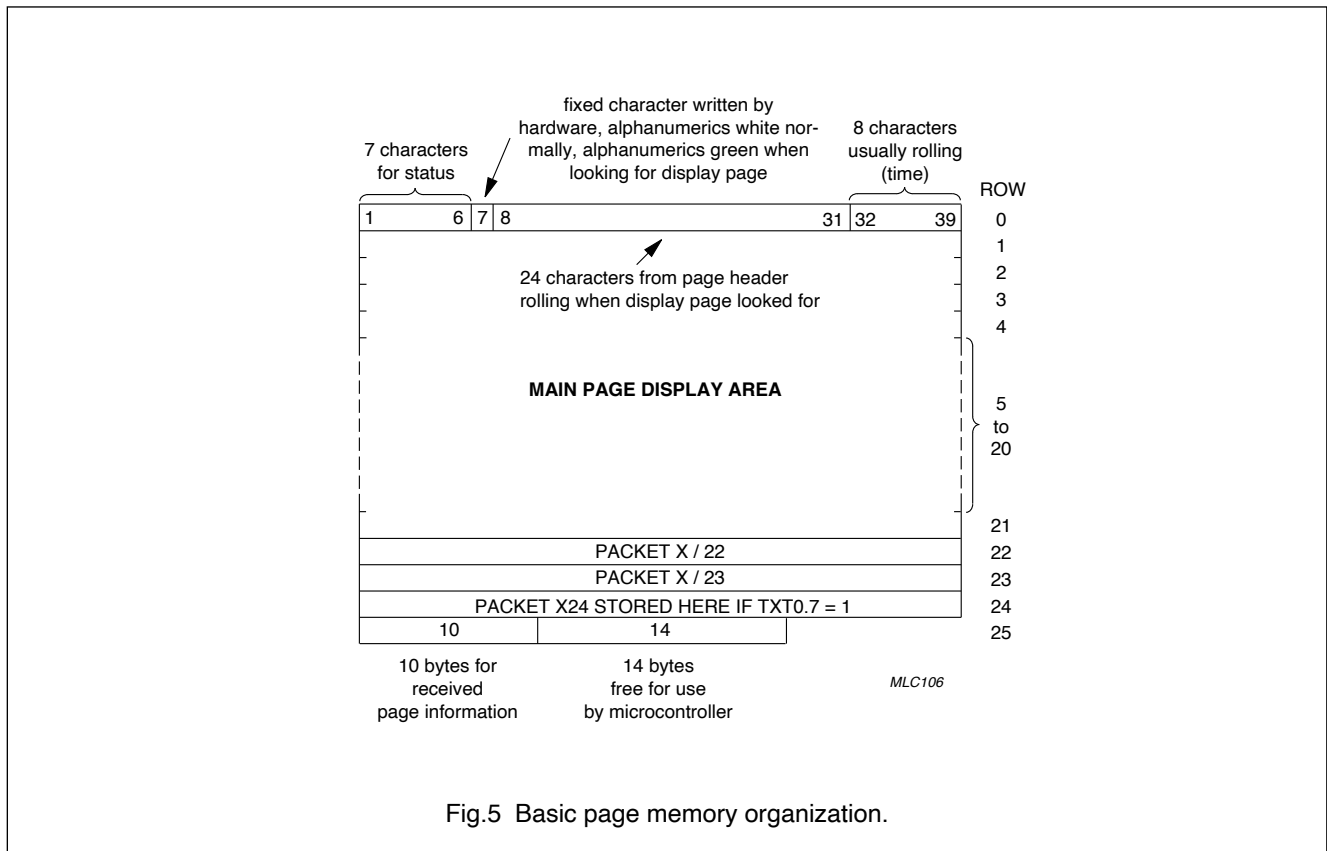 fixed character written by
hardware, alphanumerics white nor-
mally, alphanumerics green when
looking for display page
7 characters
for status
8 characters
usually rolling
(time)
ROW
1 6 7 8 31 32 39 0
1
24 characters from page header
rolling when display page looked for
2
3
4
MAIN PAGE DISPLAY AREA
5
to
20
21
PACKET X / 22 22
PACKET X / 23 23
PACKET X24 STORED HERE IF TXT0.7 = 1 24
10 14 25
10 bytes for
received
page information
14 bytes
free for use
by microcontroller
MLC106
Fig.5 Basic page memory organization.